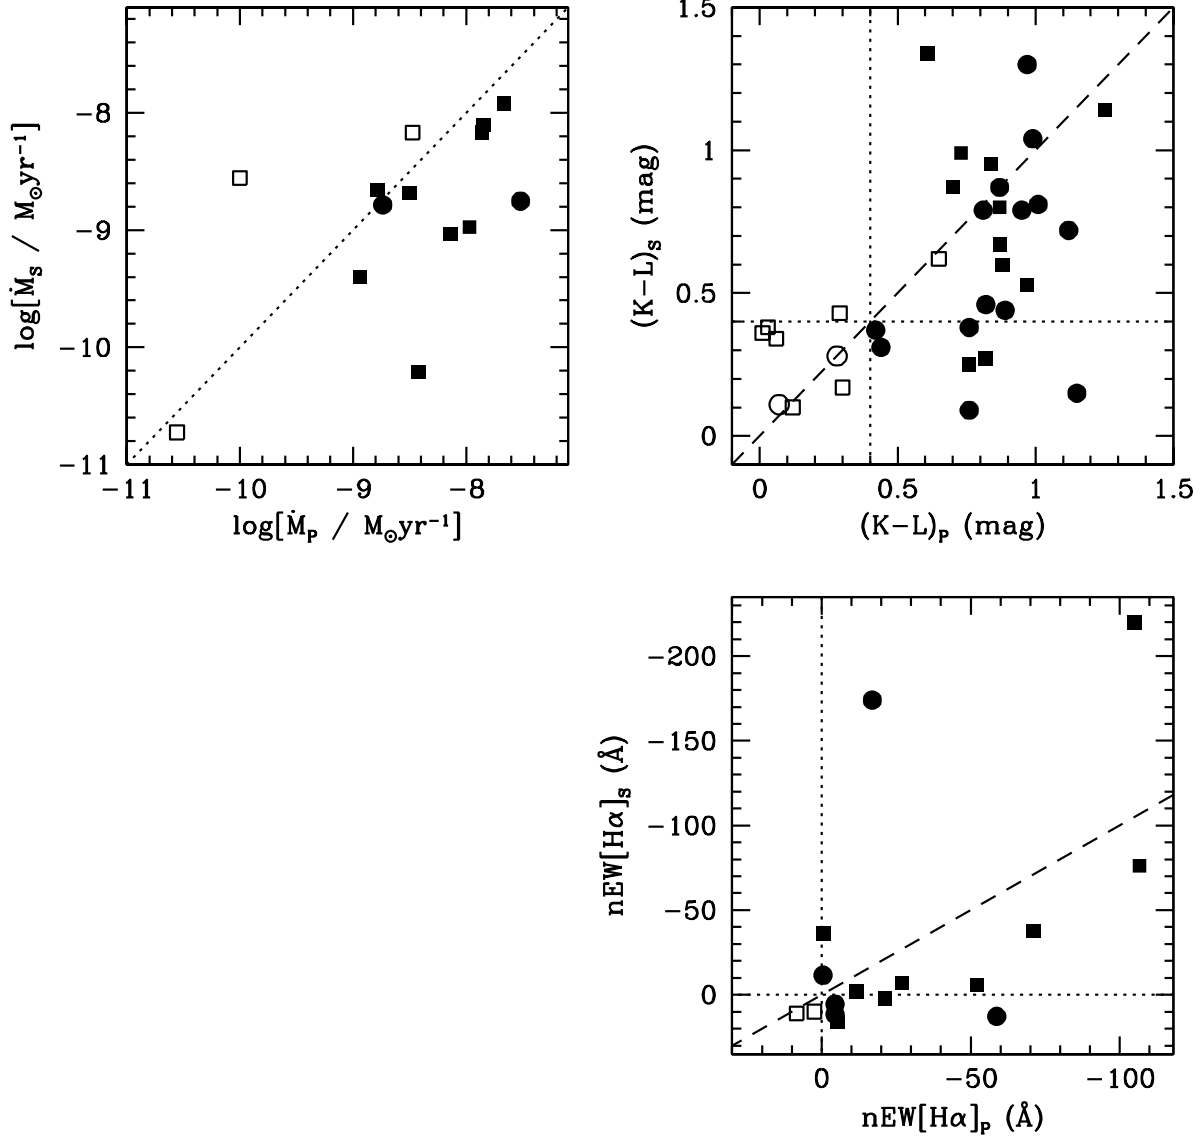 −8
−9
−10
−11
−11 −10 −9 −8
log[Ṁ_S / M_⊙yr⁻¹]
log[Ṁ_P / M_⊙yr⁻¹]
1.5
1
0.5
0
0 0.5 1 1.5
(K−L)_S (mag)
(K−L)_P (mag)
−200
−150
−100
−50
0
0 −50 −100
nEW[Hα]_S (Å)
nEW[Hα]_P (Å)